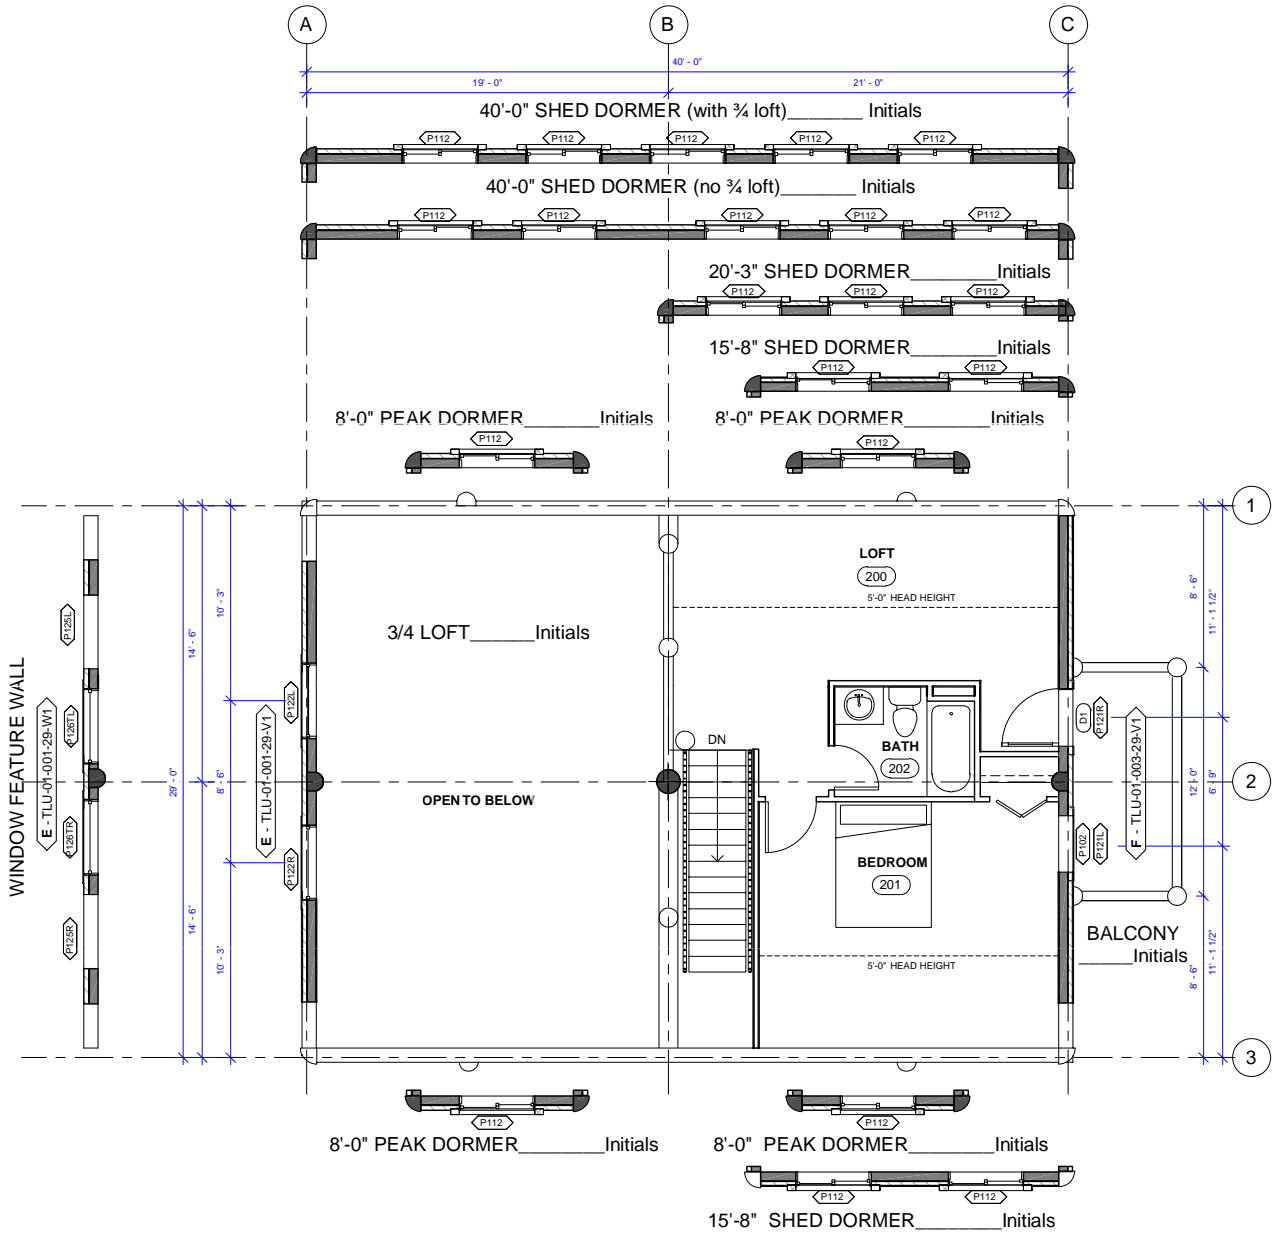 A B C
40' - 0"
19' - 0" 21' - 0"
40'-0" SHED DORMER (with ¾ loft)_______ Initials
P112 P112 P112 P112 P112
40'-0" SHED DORMER (no ¾ loft)_______ Initials
P112 P112 P112 P112 P112
20'-3" SHED DORMER________Initials
P112 P112 P112
15'-8" SHED DORMER________Initials
P112 P112
8'-0" PEAK DORMER_______Initials
8'-0" PEAK DORMER________Initials
P112 P112
1
LOFT
200
5'-0" HEAD HEIGHT
3/4 LOFT______Initials
WINDOW FEATURE WALL
E - TLU-01-001-29-W1
P125L
P126TL
P126TR
P125R
29' - 0"
14' - 6"
14' - 6"
10' - 3"
8' - 6"
10' - 3"
E - TLU-01-001-29-V1
P122L
P122R
OPEN TO BELOW
DN
BATH
202
BEDROOM
201
5'-0" HEAD HEIGHT
D1
P121R
P102
P121L
F - TLU-01-003-29-V1
8' - 6"
12' - 0"
8' - 6"
11' - 1 1/2"
6' - 9"
11' - 1 1/2"
2
BALCONY
_____Initials
3
P112 P112
8'-0" PEAK DORMER_______Initials
8'-0" PEAK DORMER________Initials
P112 P112
15'-8" SHED DORMER________Initials